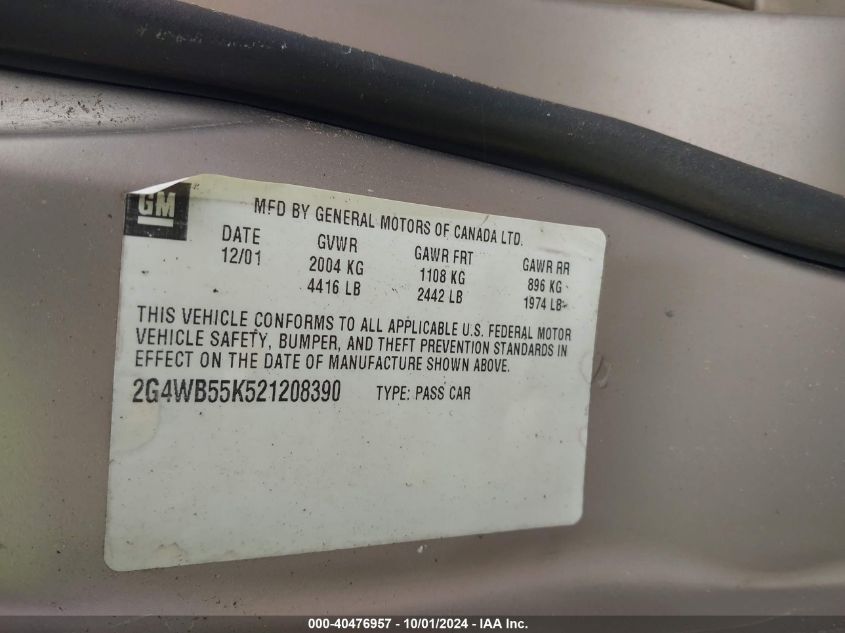 GM
MFD BY GENERAL MOTORS OF CANADA LTD.
DATE GVWR GAWR FRT GAWR RR
12/01 2004 KG 1108 KG 896 KG
4416 LB 2442 LB 1974 LB
THIS VEHICLE CONFORMS TO ALL APPLICABLE U.S. FEDERAL MOTOR
VEHICLE SAFETY, BUMPER, AND THEFT PREVENTION STANDARDS IN
EFFECT ON THE DATE OF MANUFACTURE SHOWN ABOVE.
2G4WB55K521208390 TYPE: PASS CAR
000-40476957 - 10/01/2024 - IAA Inc.